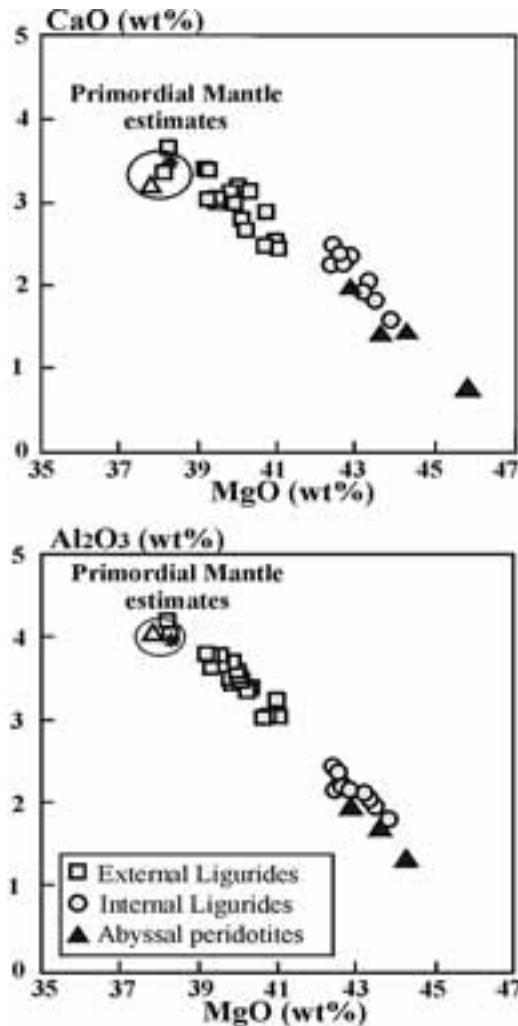 CaO (wt%)
5
Primordial Mantle
estimates
4
3
2
1
0
35 37 39 41 43 45 47
MgO (wt%)
Al₂O₃ (wt%)
5
Primordial Mantle
estimates
4
3
2
1
0
External Ligurides
Internal Ligurides
Abyssal peridotites
35 37 39 41 43 45 47
MgO (wt%)